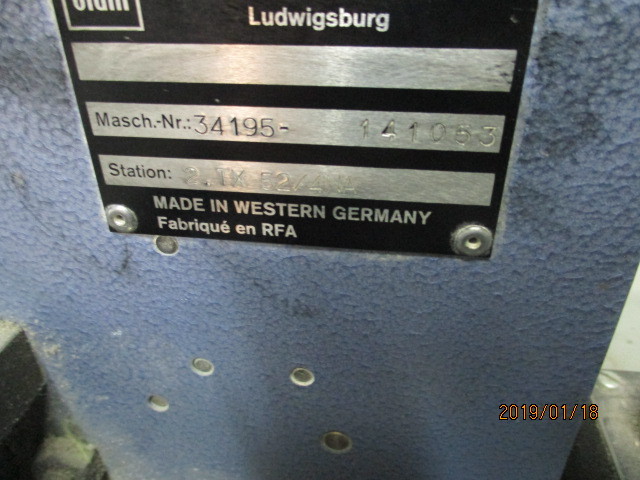 Ludwigsburg
Masch.-Nr.: 34195- 141063
Station:
MADE IN WESTERN GERMANY
Fabriqué en RFA
2019/01/18